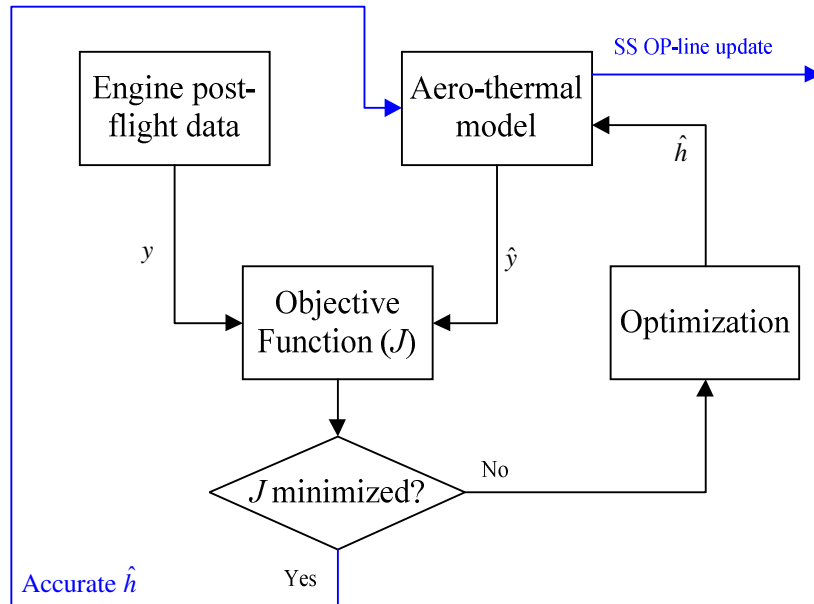 SS OP-line update
Engine post-
flight data
Aero-thermal
model
ĥ
y
ŷ
Objective
Function (J)
Optimization
J minimized?
No
Yes
Accurate ĥ